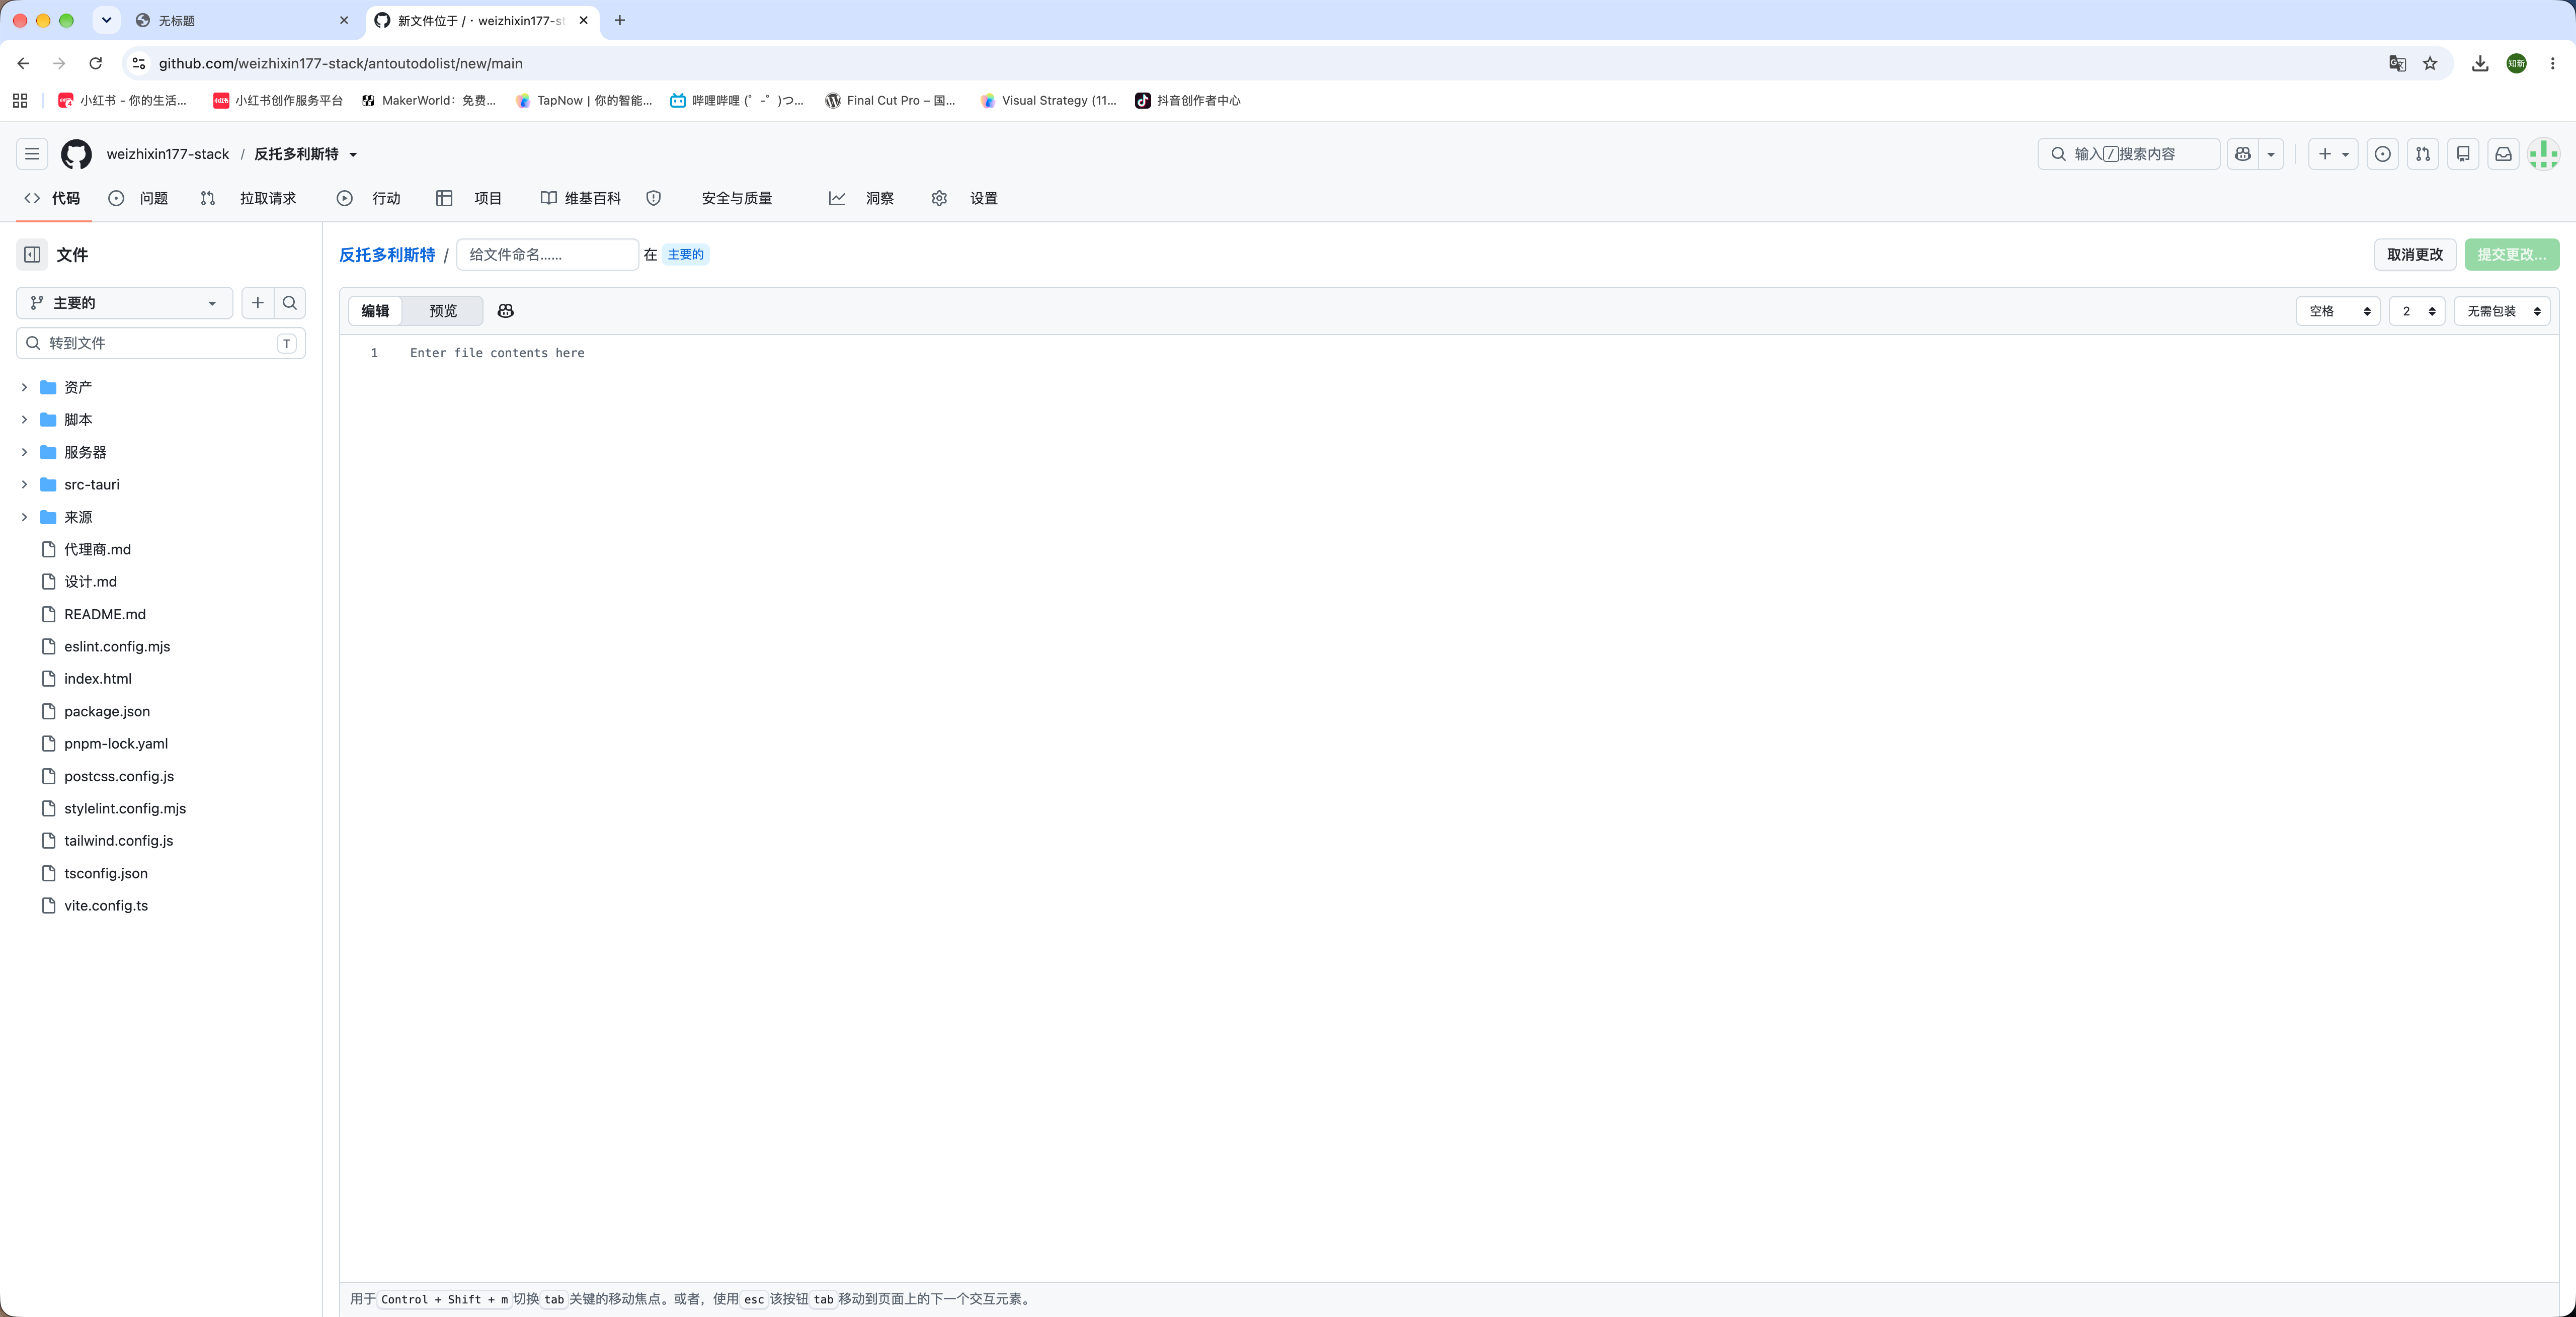 无标题
新文件位于 / · weizhixin177-st
github.com/weizhixin177-stack/antoutodolist/new/main
知新
小红书 - 你的生活...
小红书创作服务平台
MakerWorld：免费...
TapNow | 你的智能...
哔哩哔哩 (゜-゜)つ...
Final Cut Pro – 国...
Visual Strategy (11...
抖音创作者中心
weizhixin177-stack / 反托多利斯特
输入/搜索内容
代码
问题
拉取请求
行动
项目
维基百科
安全与质量
洞察
设置
文件
反托多利斯特 / 给文件命名...... 在 主要的
取消更改
提交更改...
主要的
编辑
预览
空格
2
无需包装
转到文件
T
1
Enter file contents here
资产
脚本
服务器
src-tauri
来源
代理商.md
设计.md
README.md
eslint.config.mjs
index.html
package.json
pnpm-lock.yaml
postcss.config.js
stylelint.config.mjs
tailwind.config.js
tsconfig.json
vite.config.ts
用于 Control + Shift + m 切换 tab 关键的移动焦点。或者，使用 esc 该按钮 tab 移动到页面上的下一个交互元素。